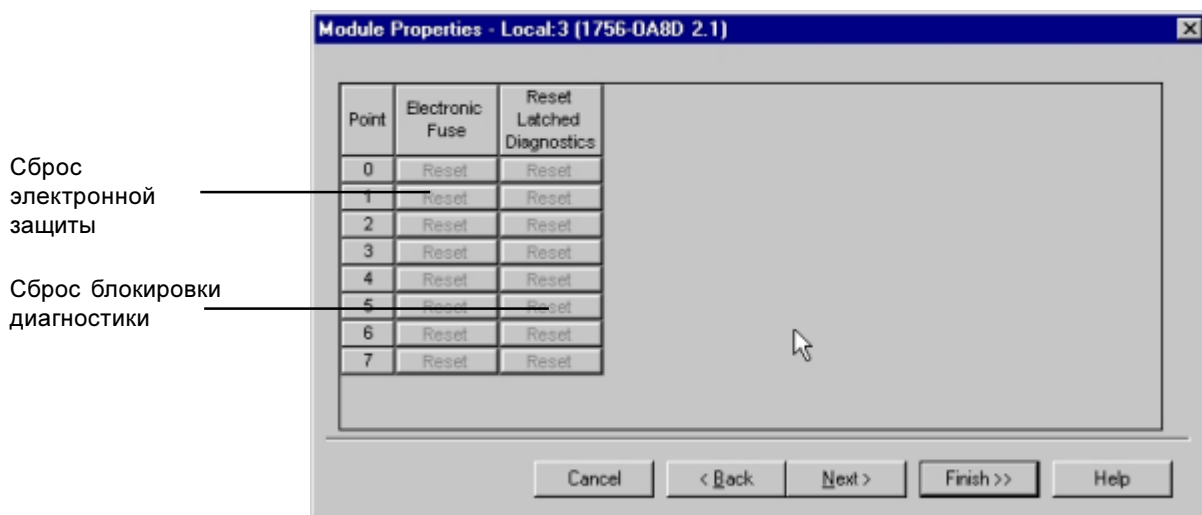 Module Properties - Local:3 (1756-OA8D 2.1)
Point Electronic Fuse Reset Latched Diagnostics
0 Reset Reset
1 Reset Reset
2 Reset Reset
3 Reset Reset
4 Reset Reset
5 Reset Reset
6 Reset Reset
7 Reset Reset
Сброс
электронной
защиты
Сброс блокировки
диагностики
Cancel < Back Next > Finish >> Help